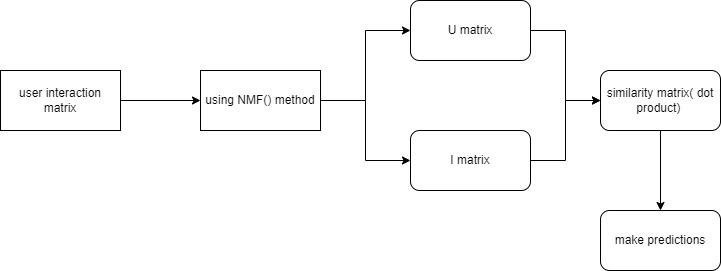 user interaction
matrix
using NMF() method
U matrix
I matrix
similarity matrix( dot
product)
make predictions